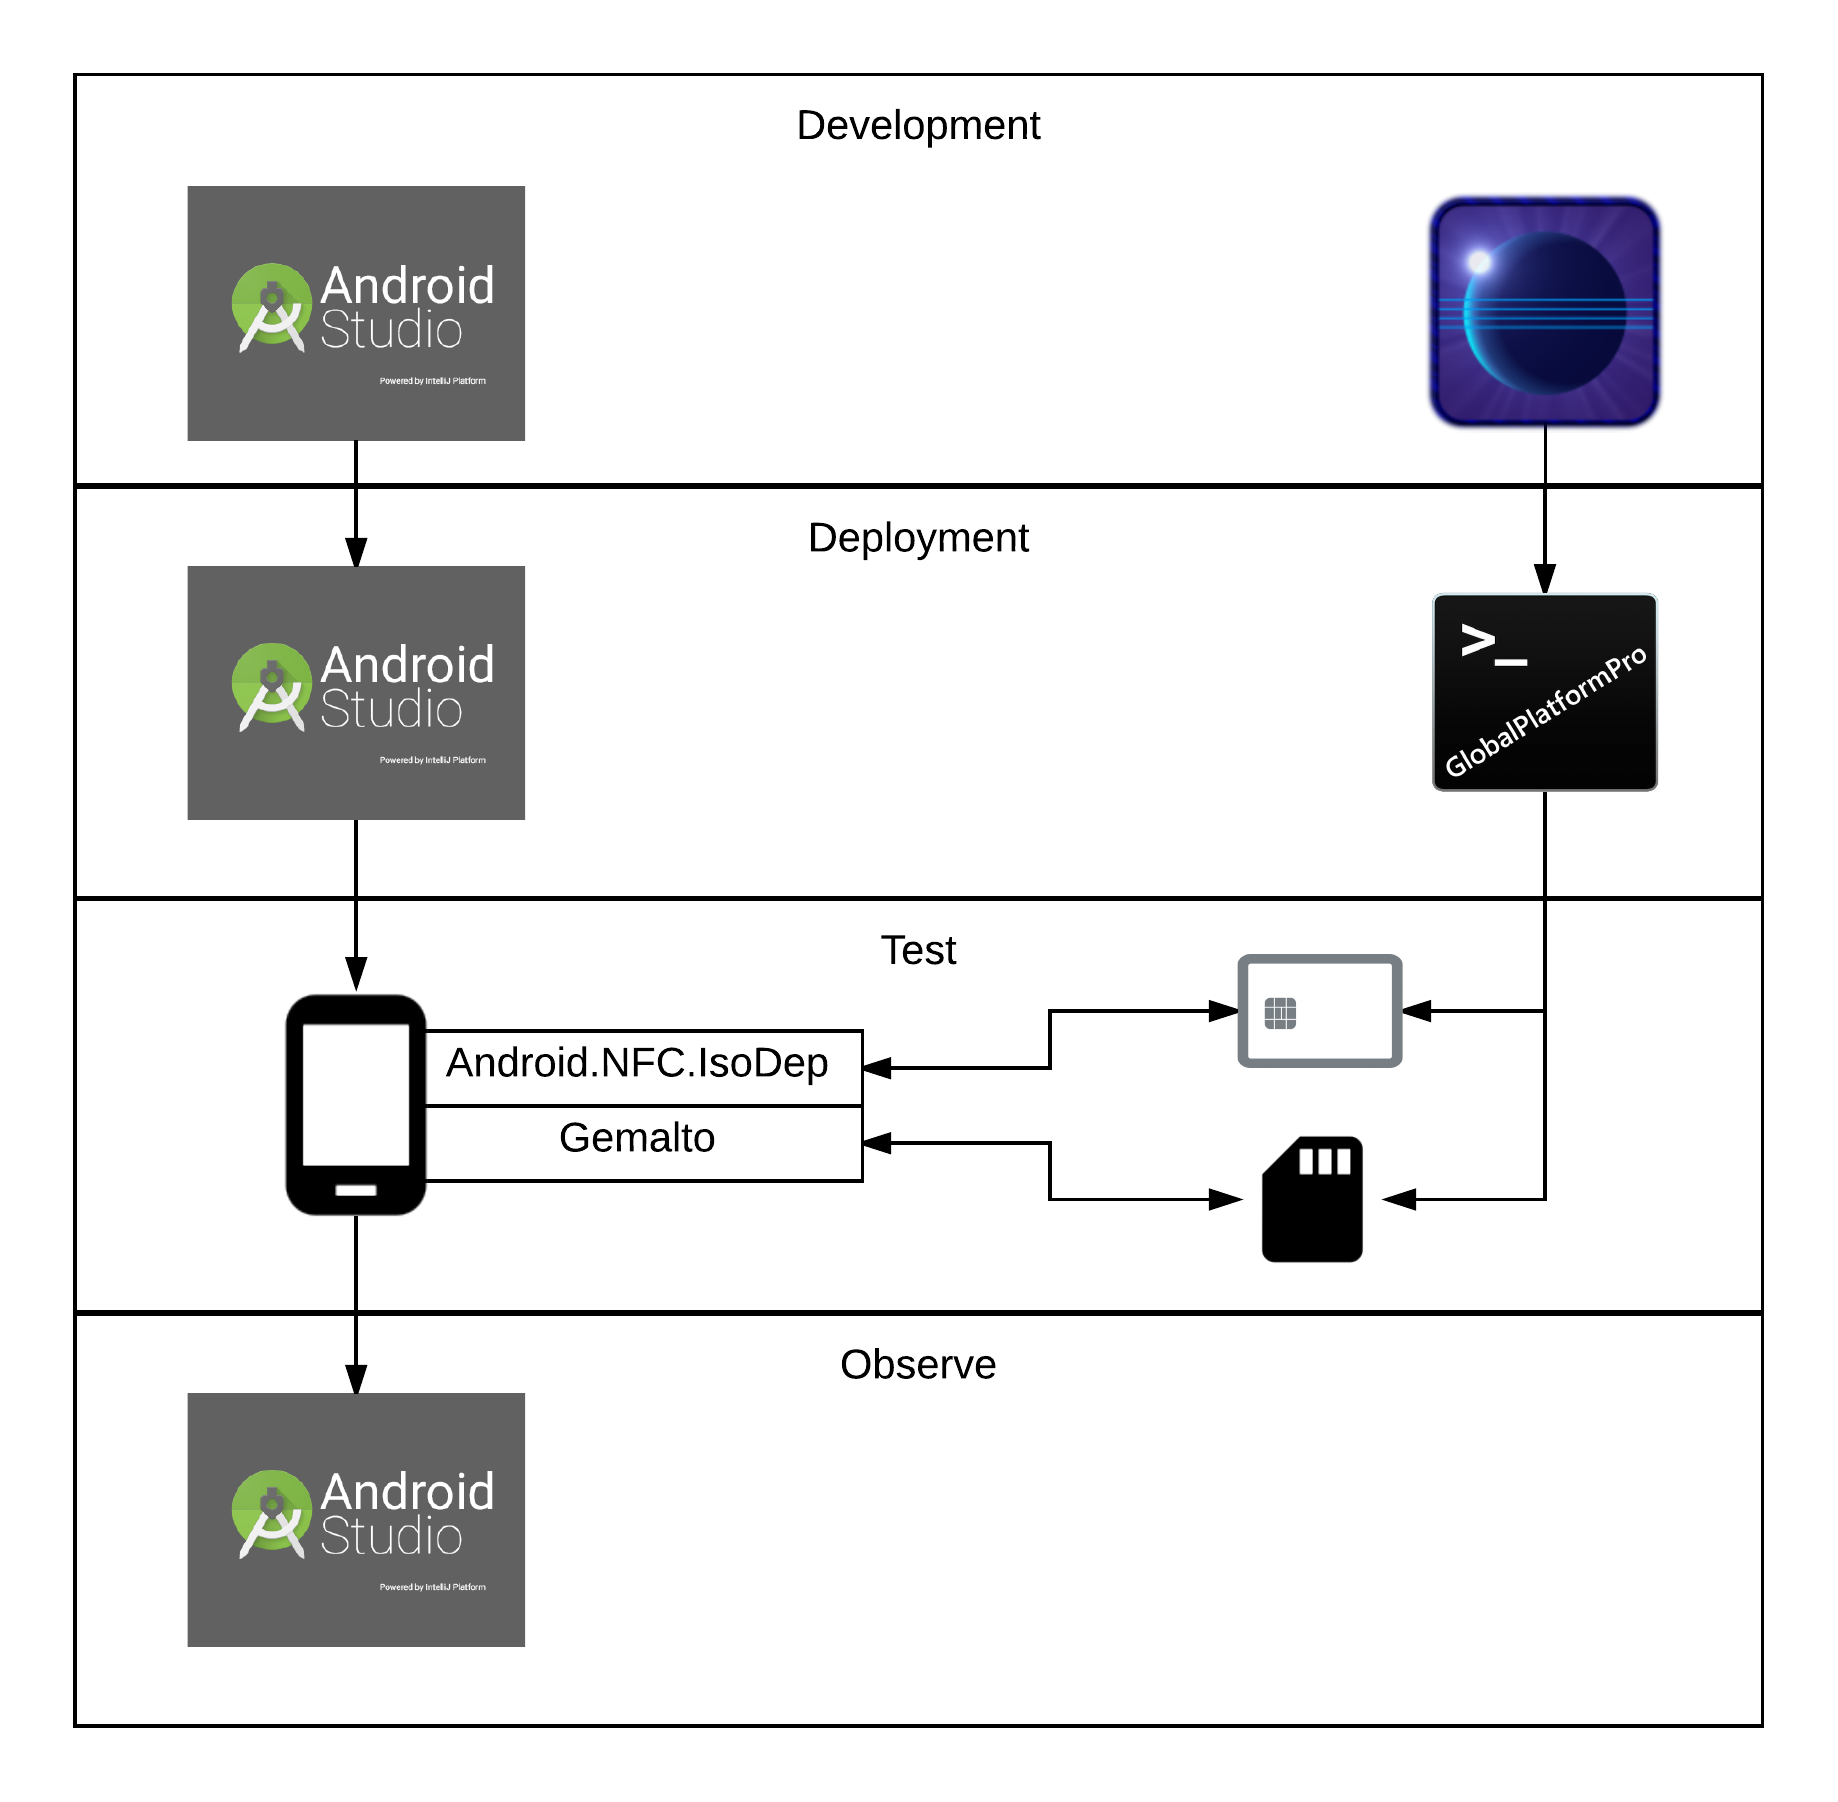 Development
Android
Studio
Powered by IntelliJ Platform
Deployment
Android
Studio
Powered by IntelliJ Platform
>_
GlobalPlatformPro
Test
Android.NFC.IsoDep
Gemalto
Observe
Android
Studio
Powered by IntelliJ Platform